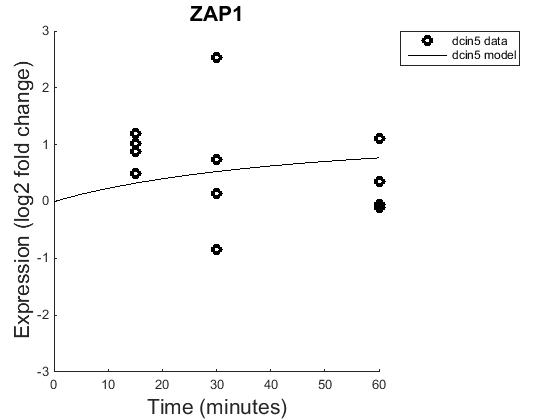 ZAP1
dcin5 data
dcin5 model
Expression (log2 fold change)
3
2
1
0
-1
-2
-3
0 10 20 30 40 50 60
Time (minutes)